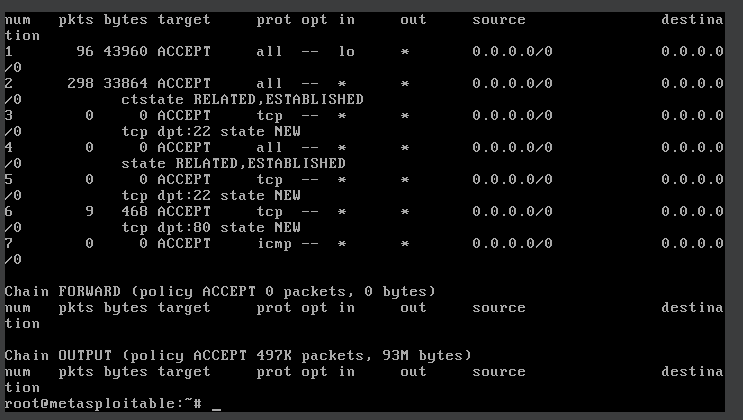 num   pkts bytes target     prot opt in     out     source               destina
tion
1       96 43960 ACCEPT     all  --  lo     *       0.0.0.0/0            0.0.0.0
/0
2      298 33864 ACCEPT     all  --  *      *       0.0.0.0/0            0.0.0.0
/0           ctstate RELATED,ESTABLISHED
3        0     0 ACCEPT     tcp  --  *      *       0.0.0.0/0            0.0.0.0
/0           tcp dpt:22 state NEW
4        0     0 ACCEPT     all  --  *      *       0.0.0.0/0            0.0.0.0
/0           state RELATED,ESTABLISHED
5        0     0 ACCEPT     tcp  --  *      *       0.0.0.0/0            0.0.0.0
/0           tcp dpt:22 state NEW
6        9   468 ACCEPT     tcp  --  *      *       0.0.0.0/0            0.0.0.0
/0           tcp dpt:80 state NEW
7        0     0 ACCEPT     icmp --  *      *       0.0.0.0/0            0.0.0.0
/0
Chain FORWARD (policy ACCEPT 0 packets, 0 bytes)
num   pkts bytes target     prot opt in     out     source               destina
tion
Chain OUTPUT (policy ACCEPT 497K packets, 93M bytes)
num   pkts bytes target     prot opt in     out     source               destina
tion
root@metasploitable:~# _